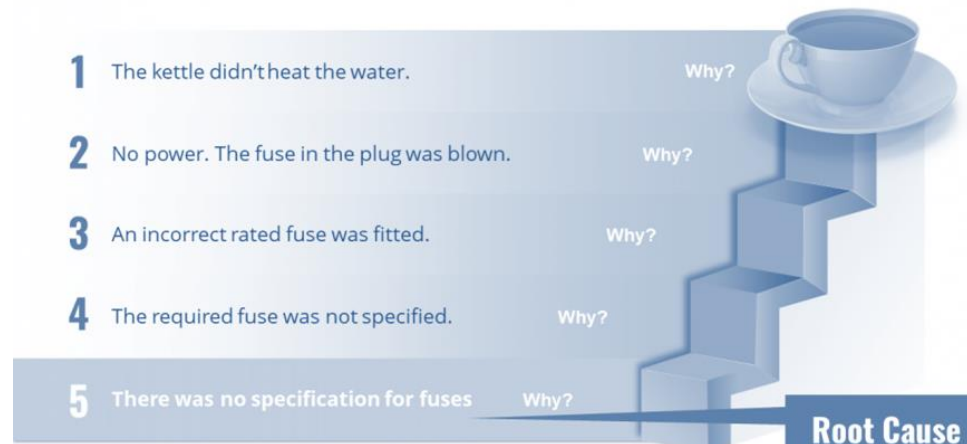 1 The kettle didn't heat the water. Why?
2 No power. The fuse in the plug was blown. Why?
3 An incorrect rated fuse was fitted. Why?
4 The required fuse was not specified. Why?
5 There was no specification for fuses Why?
Root Cause